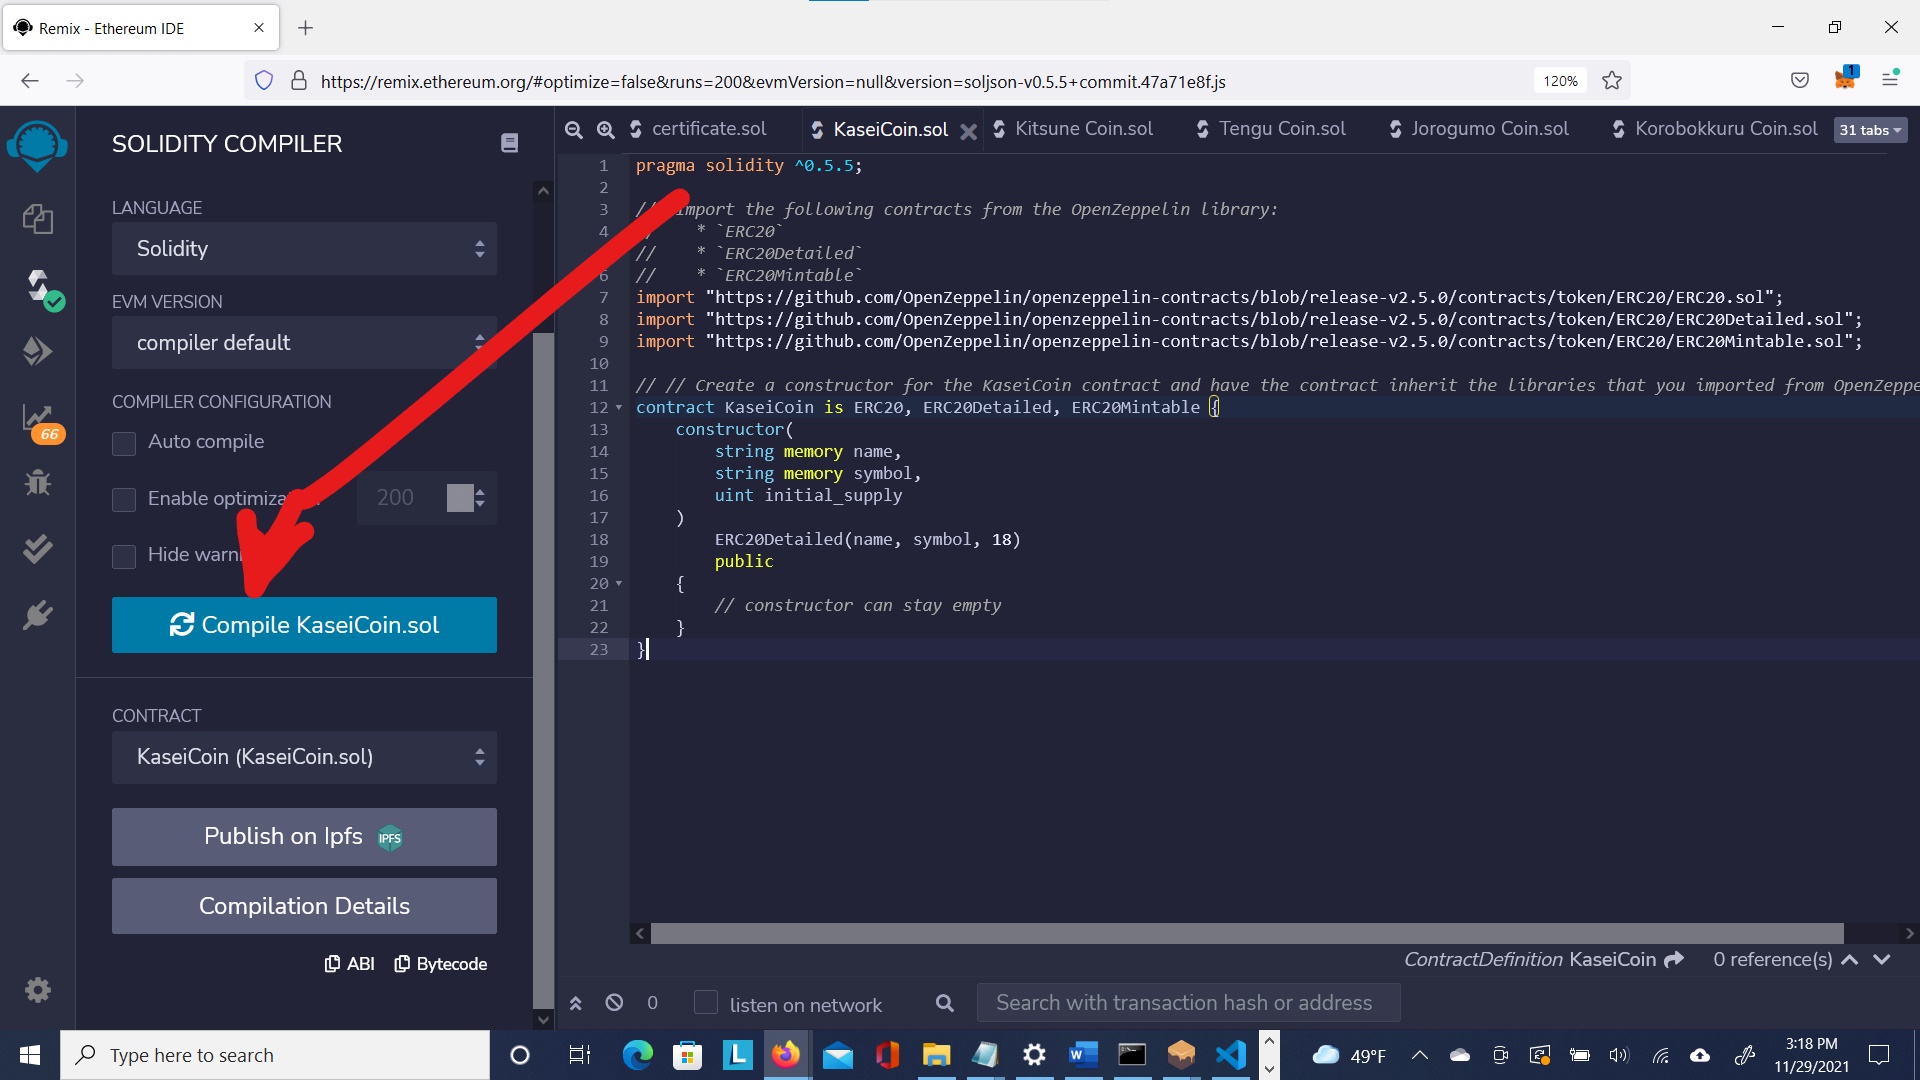 Remix - Ethereum IDE
https://remix.ethereum.org/#optimize=false&runs=200&evmVersion=null&version=soljson-v0.5.5+commit.47a71e8f.js
120%
1
SOLIDITY COMPILER
certificate.sol
KaseiCoin.sol
Kitsune Coin.sol
Tengu Coin.sol
Jorogumo Coin.sol
Korobokkuru Coin.sol
31 tabs
LANGUAGE
Solidity
EVM VERSION
compiler default
COMPILER CONFIGURATION
Auto compile
Enable
200
Hide
Compile KaseiCoin.sol
CONTRACT
KaseiCoin (KaseiCoin.sol)
Publish on Ipfs
IPFS
Compilation Details
ABI
Bytecode
66
1 pragma solidity ^0.5.5;
2
3 // import the following contracts from the OpenZeppelin library:
4 * `ERC20`
// * `ERC20Detailed`
6 // * `ERC20Mintable`
7 import "https://github.com/OpenZeppelin/openzeppelin-contracts/blob/release-v2.5.0/contracts/token/ERC20/ERC20.sol";
8 import "https://github.com/OpenZeppelin/openzeppelin-contracts/blob/release-v2.5.0/contracts/token/ERC20/ERC20Detailed.sol";
9 import "https://github.com/OpenZeppelin/openzeppelin-contracts/blob/release-v2.5.0/contracts/token/ERC20/ERC20Mintable.sol";
10
11 // // Create a constructor for the KaseiCoin contract and have the contract inherit the libraries that you imported from OpenZeppe
12 contract KaseiCoin is ERC20, ERC20Detailed, ERC20Mintable {
13 constructor(
14 string memory name,
15 string memory symbol,
16 uint initial_supply
17 )
18 ERC20Detailed(name, symbol, 18)
19 public
20 {
21 // constructor can stay empty
22 }
23 }
ContractDefinition KaseiCoin
0 reference(s)
0
listen on network
Search with transaction hash or address
Type here to search
L
49°F
3:18 PM
11/29/2021